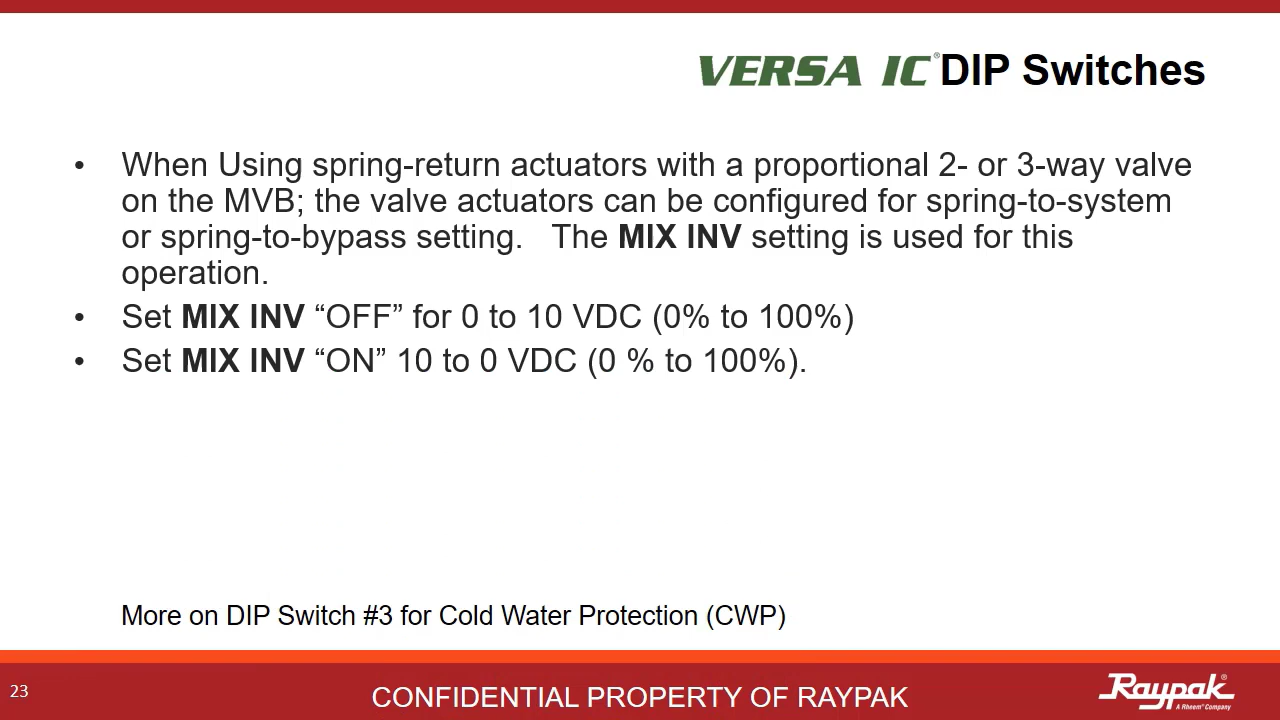 VERSA IC® DIP Switches
• When Using spring-return actuators with a proportional 2- or 3-way valve
on the MVB; the valve actuators can be configured for spring-to-system
or spring-to-bypass setting. The MIX INV setting is used for this
operation.
• Set MIX INV “OFF” for 0 to 10 VDC (0% to 100%)
• Set MIX INV “ON” 10 to 0 VDC (0 % to 100%).
More on DIP Switch #3 for Cold Water Protection (CWP)
23
CONFIDENTIAL PROPERTY OF RAYPAK
Raypak®
A Rheem® Company